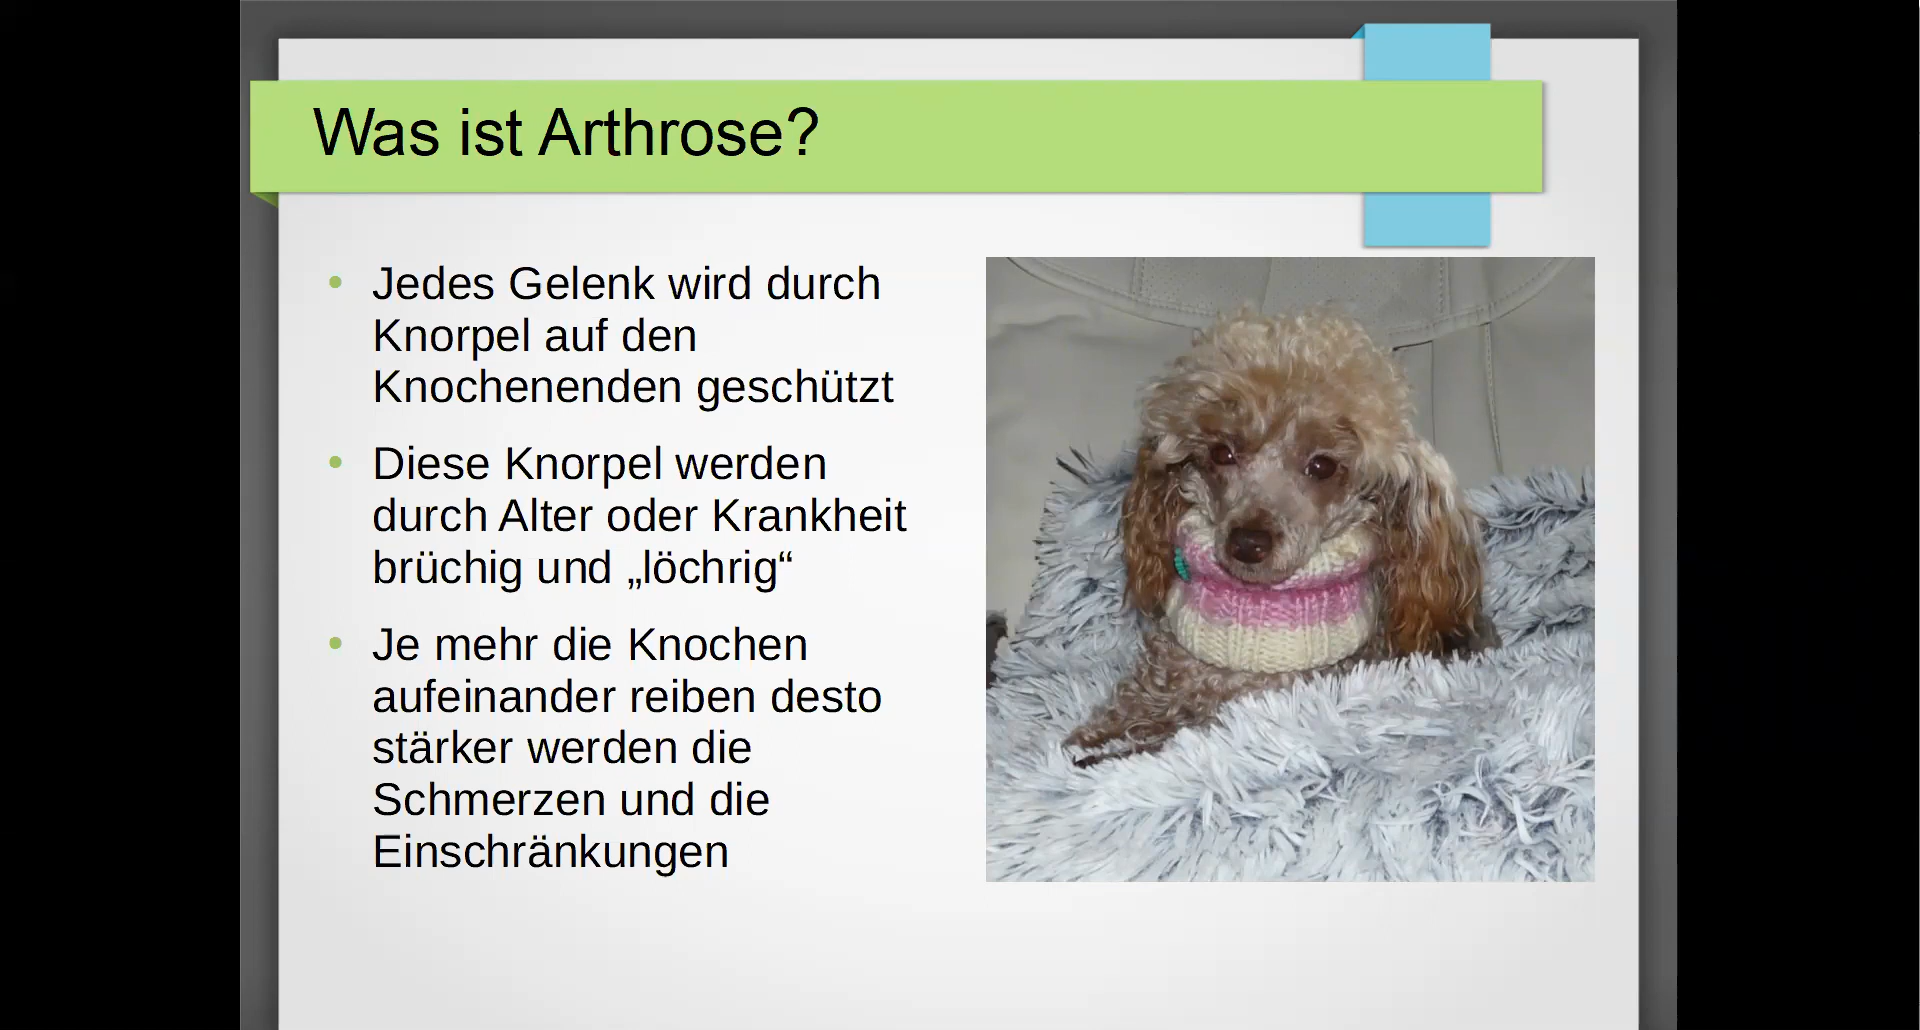 Was ist Arthrose?
Jedes Gelenk wird durch
Knorpel auf den
Knochenenden geschützt
Diese Knorpel werden
durch Alter oder Krankheit
brüchig und „löchrig“
Je mehr die Knochen
aufeinander reiben desto
stärker werden die
Schmerzen und die
Einschränkungen